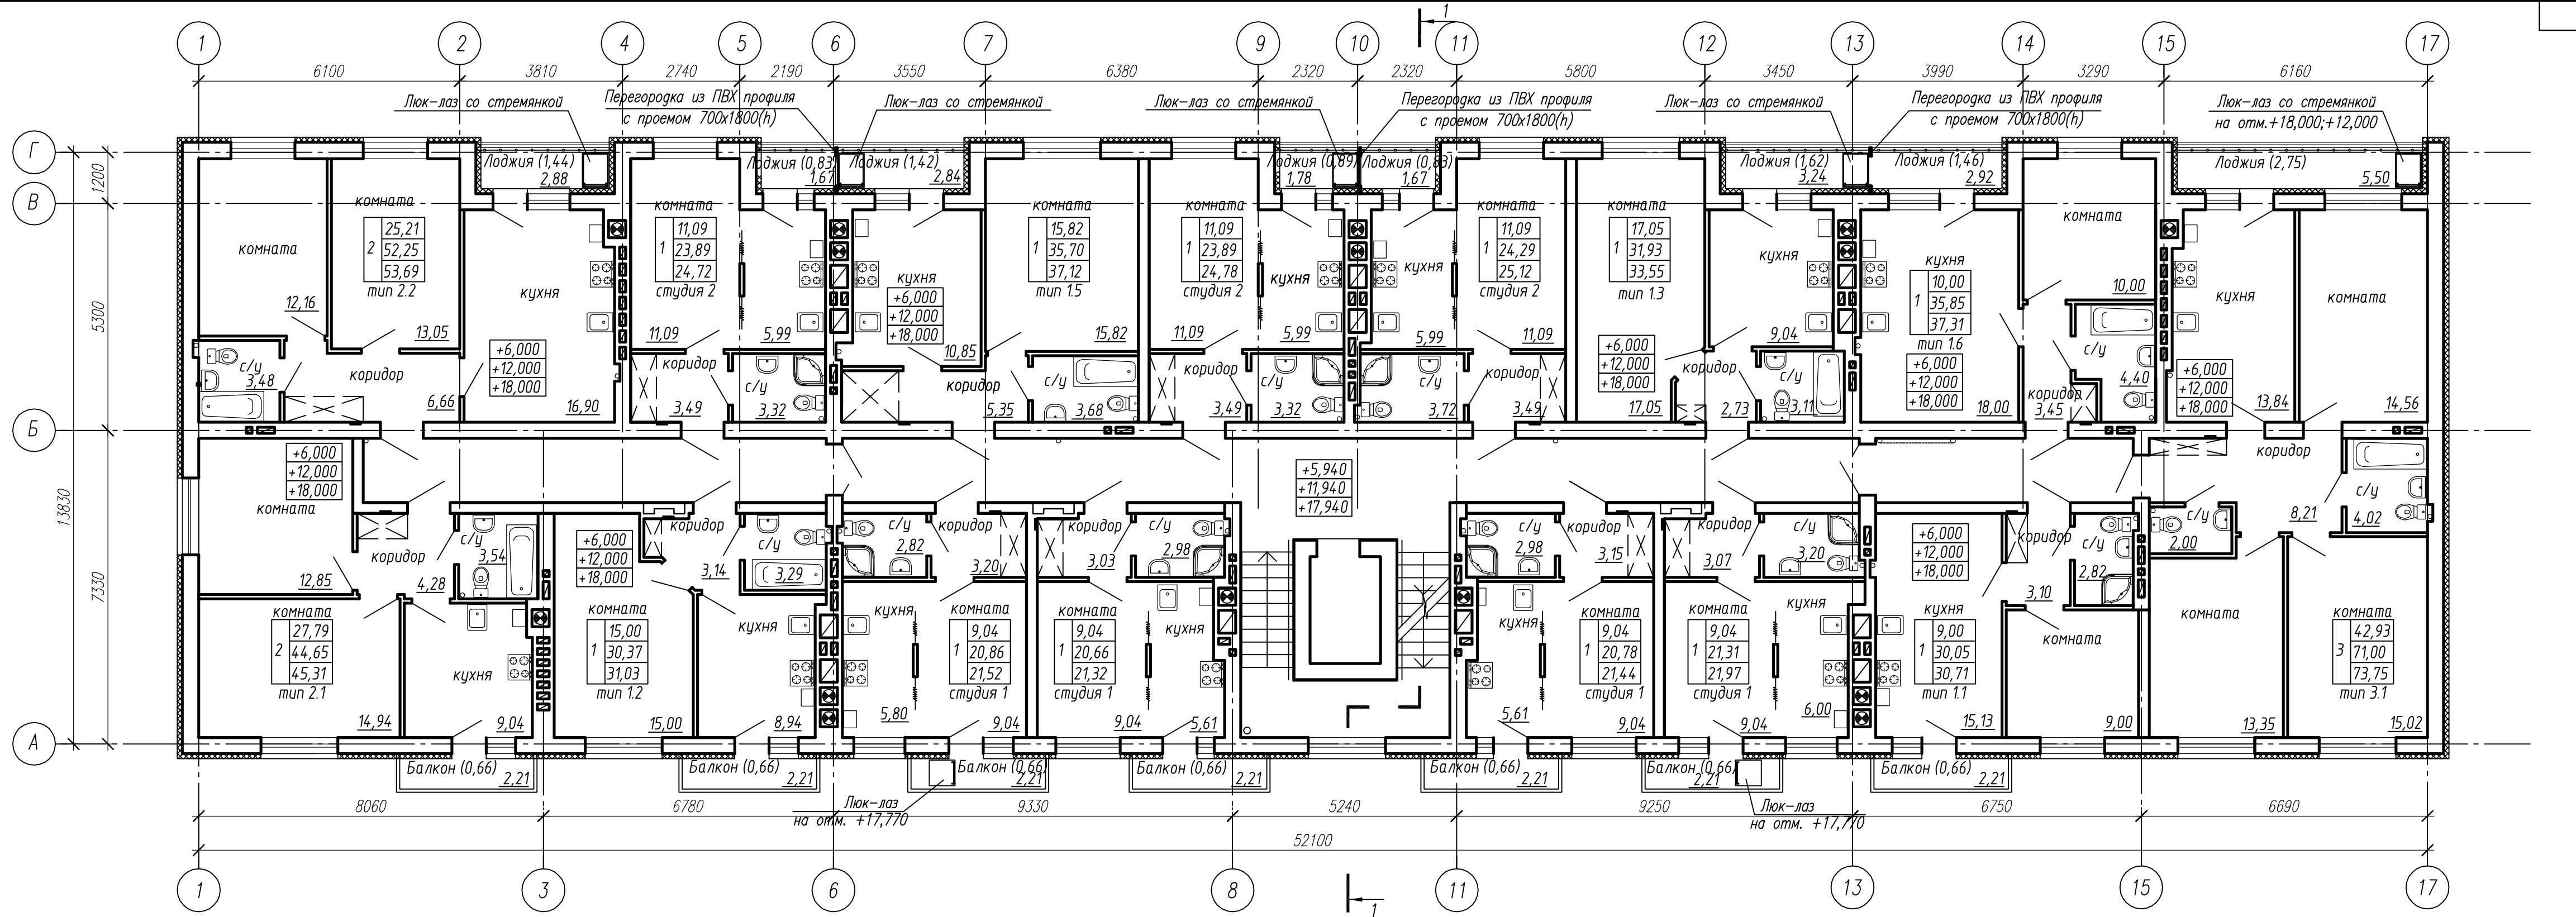 1
1 2 4 5 6 7 9 10 11 12 13 14 15 17
6100 3810 2740 2190 3550 6380 2320 2320 5800 3450 3990 3290 6160
Люк-лаз со стремянкой
Перегородка из ПВХ профиля
с проемом 700х1800(h)
Люк-лаз со стремянкой
Люк-лаз со стремянкой
Перегородка из ПВХ профиля
с проемом 700х1800(h)
Люк-лаз со стремянкой
Перегородка из ПВХ профиля
с проемом 700х1800(h)
Люк-лаз со стремянкой
на отм.+18,000;+12,000
Г
В
Б
А
1200
5300
7330
13830
Лоджия (1,44)
2,88
Лоджия (0,83)
1,67
Лоджия (1,42)
2,84
Лоджия (0,89)
1,78
Лоджия (0,83)
1,67
Лоджия (1,62)
3,24
Лоджия (1,46)
2,92
Лоджия (2,75)
5,50
комната
12,16
комната
2
25,21
52,25
53,69
тип 2.2
13,05
кухня
+6,000
+12,000
+18,000
16,90
с/у
3,48
коридор
6,66
комната
1
11,09
23,89
24,72
студия 2
11,09
5,99
коридор
3,49
с/у
3,32
кухня
+6,000
+12,000
+18,000
10,85
комната
1
15,82
35,70
37,12
тип 1.5
15,82
коридор
5,35
с/у
3,68
комната
1
11,09
23,89
24,78
студия 2
11,09
кухня
5,99
коридор
3,49
с/у
3,32
кухня
5,99
комната
1
11,09
24,29
25,12
студия 2
11,09
с/у
3,72
коридор
3,49
комната
1
17,05
31,93
33,55
тип 1.3
+6,000
+12,000
+18,000
17,05
кухня
9,04
2,73
с/у
3,11
кухня
1
10,00
35,85
37,31
тип 1.6
+6,000
+12,000
+18,000
18,00
комната
10,00
с/у
4,40
коридор
3,45
кухня
+6,000
+12,000
+18,000
13,84
комната
14,56
+6,000
+12,000
+18,000
комната
12,85
коридор
4,28
с/у
3,54
комната
2
27,79
44,65
45,31
тип 2.1
14,94
кухня
9,04
+6,000
+12,000
+18,000
коридор
3,14
с/у
3,29
комната
1
15,00
30,37
31,03
тип 1.2
15,00
кухня
8,94
с/у
2,82
коридор
3,20
кухня
5,80
комната
1
9,04
20,86
21,52
студия 1
9,04
коридор
3,03
с/у
2,98
комната
1
9,04
20,66
21,32
студия 1
9,04
кухня
5,61
+5,940
+11,940
+17,940
с/у
2,98
коридор
3,15
кухня
5,61
комната
1
9,04
20,78
21,44
студия 1
9,04
коридор
3,07
с/у
3,20
комната
1
9,04
21,31
21,97
студия 1
9,04
кухня
6,00
+6,000
+12,000
+18,000
кухня
1
9,00
30,05
30,71
тип 1.1
15,13
коридор
3,10
с/у
2,82
комната
9,00
коридор
8,21
с/у
2,00
с/у
4,02
комната
13,35
комната
3
42,93
71,00
73,75
тип 3.1
15,02
Балкон (0,66)
2,21
Балкон (0,66)
2,21
Балкон (0,66)
2,21
Балкон (0,66)
2,21
Балкон (0,66)
2,21
Балкон (0,66)
2,21
Балкон (0,66)
2,21
Люк-лаз
на отм. +17,770
Люк-лаз
на отм. +17,770
8060 6780 9330 5240 9250 6750 6690
52100
1 3 6 8 11 13 15 17
1